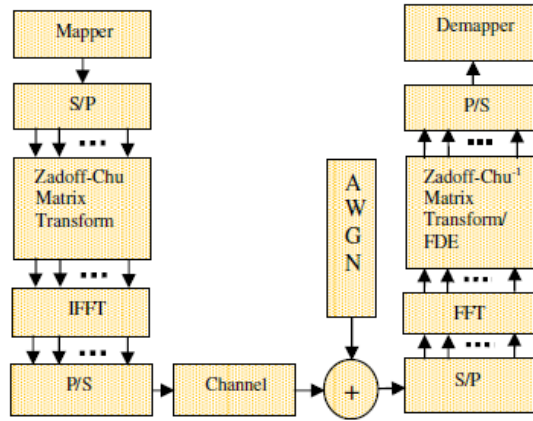 Mapper
S/P
...
Zadoff-Chu
Matrix
Transform
...
IFFT
...
P/S
Channel
A
W
G
N
+
S/P
....
FFT
....
Zadoff-Chu⁻¹
Matrix
Transform/
FDE
...
P/S
Demapper